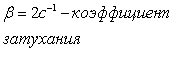 β = 2c⁻¹ − коэффициент
затухания